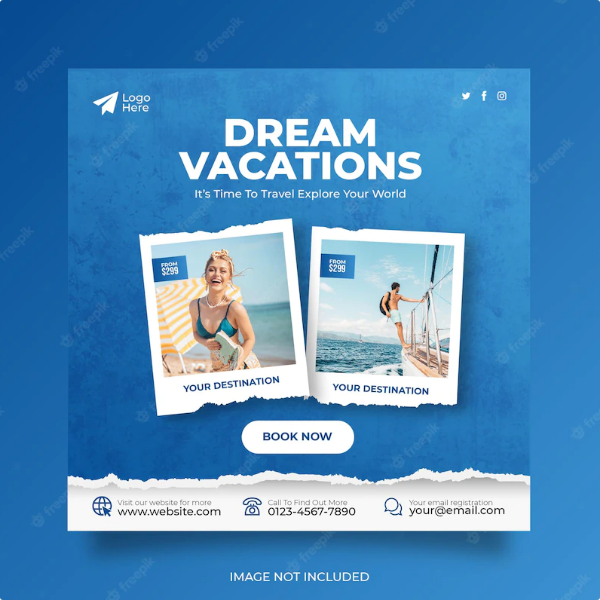 Logo
Here
DREAM
VACATIONS
It's Time To Travel Explore Your World
FROM
$299
FROM
$299
YOUR DESTINATION
YOUR DESTINATION
BOOK NOW
Visit our website for more
www.website.com
Call To Find Out More
0123-4567-7890
Your email registration
your@email.com
IMAGE NOT INCLUDED
freepik